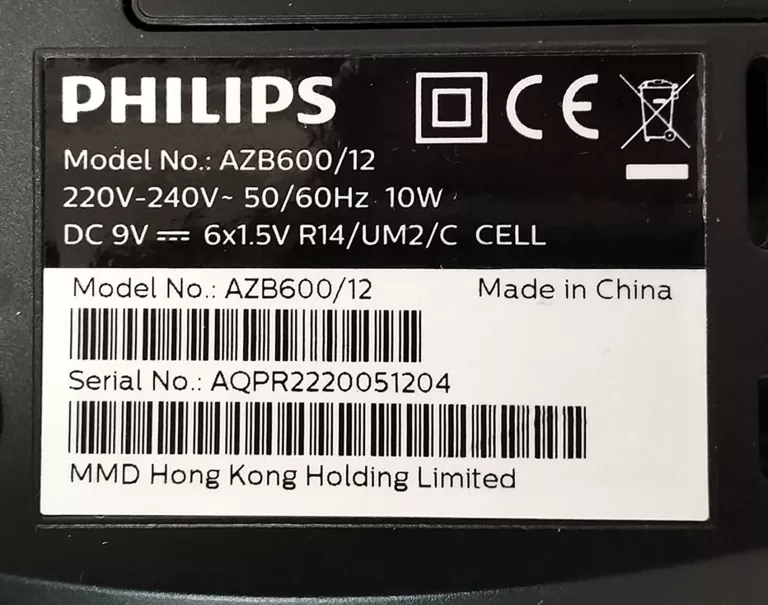 PHILIPS
CE
Model No.: AZB600/12
220V-240V~ 50/60Hz 10W
DC 9V ⎓ 6x1.5V R14/UM2/C CELL
Model No.: AZB600/12 Made in China
Serial No.: AQPR2220051204
MMD Hong Kong Holding Limited